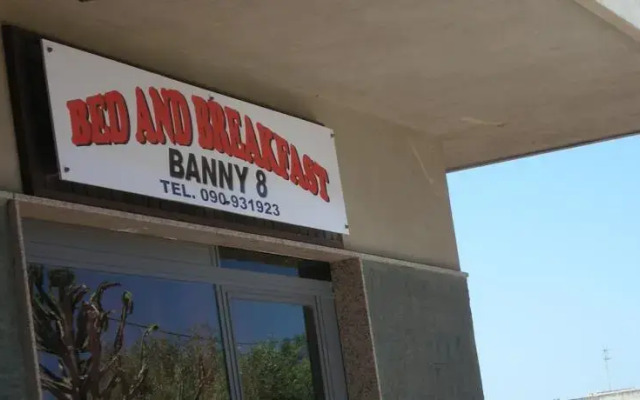 BED AND BREAKFAST
BANNY 8
TEL. 090-931923